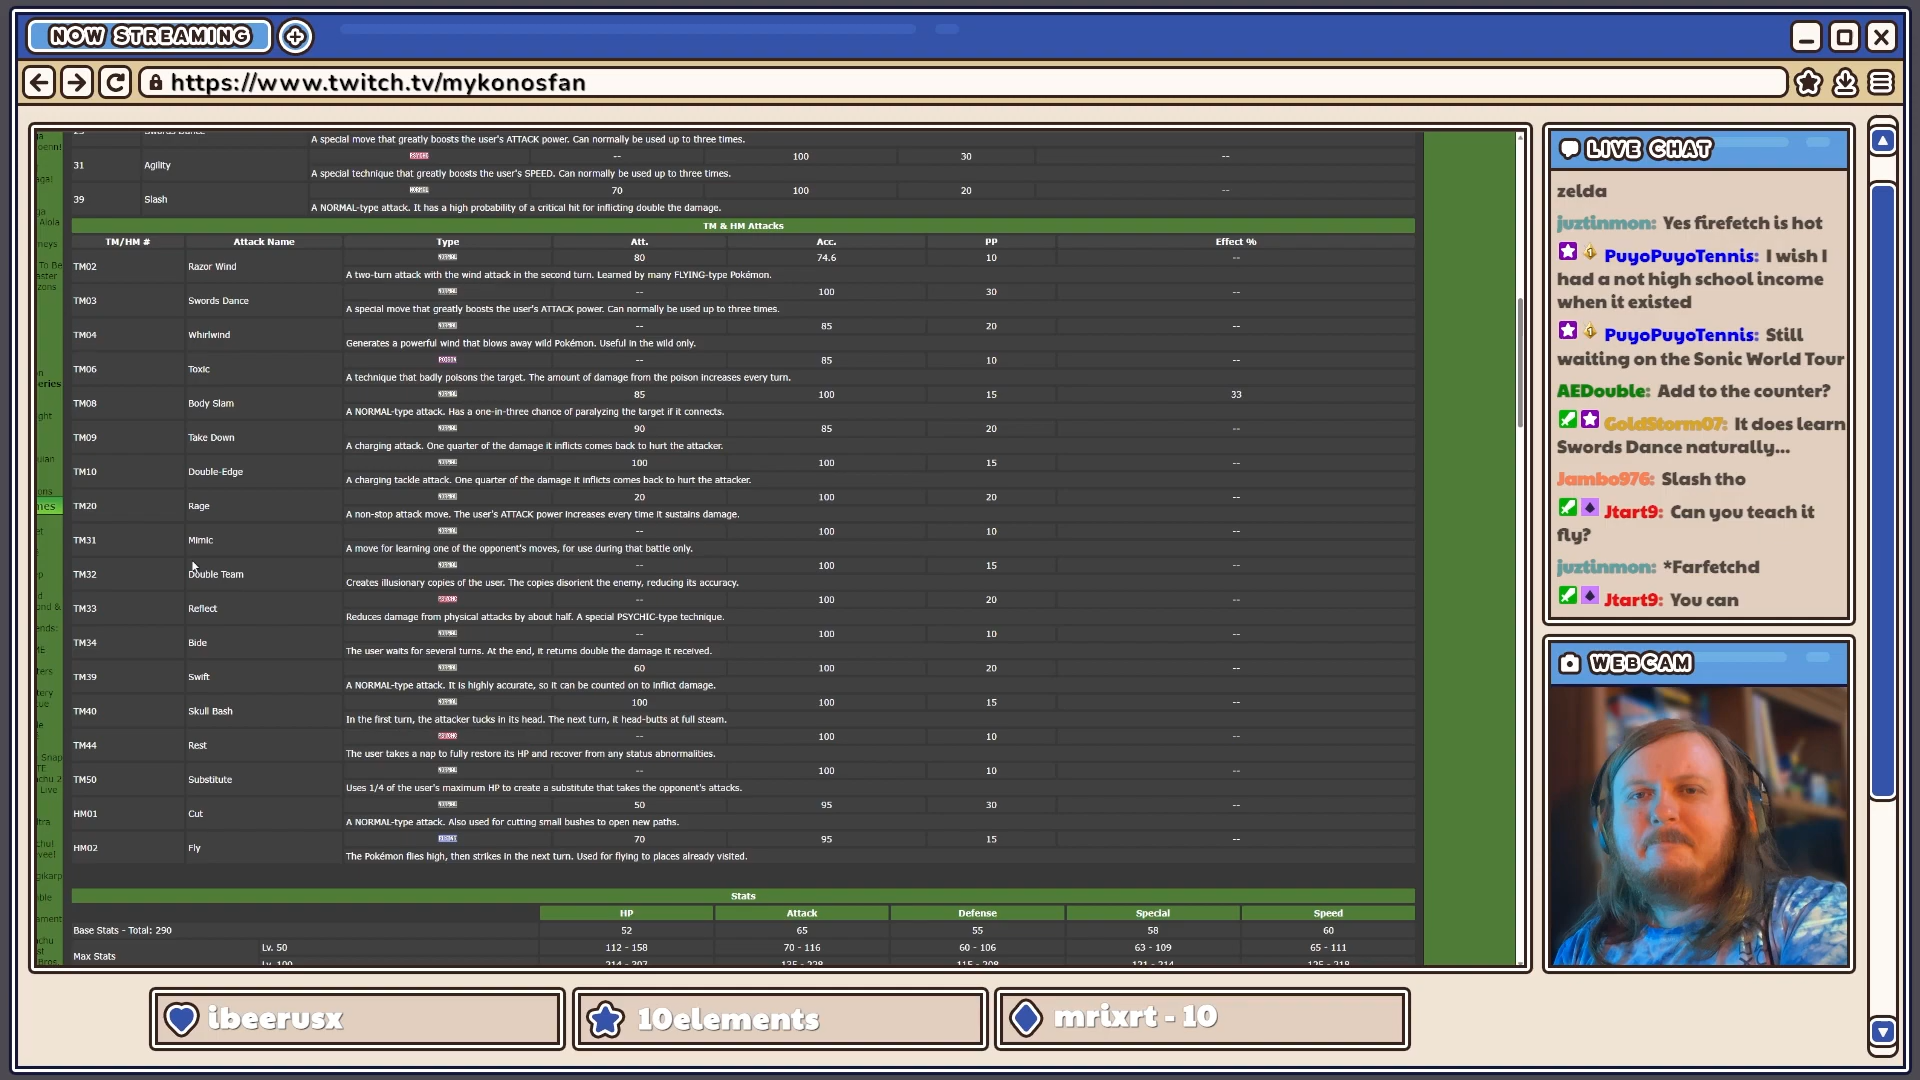 NOW STREAMING
https://www.twitch.tv/mykonosfan
A special move that greatly boosts the user's ATTACK power. Can normally be used up to three times.
31 Agility -- 100 30 --
A special technique that greatly boosts the user's SPEED. Can normally be used up to three times.
39 Slash 70 100 20 --
A NORMAL-type attack. It has a high probability of a critical hit for inflicting double the damage.
TM & HM Attacks
TM/HM # Attack Name Type Att. Acc. PP Effect %
TM02 Razor Wind 80 74.6 10 --
A two-turn attack with the wind attack in the second turn. Learned by many FLYING-type Pokémon.
TM03 Swords Dance -- 100 30 --
A special move that greatly boosts the user's ATTACK power. Can normally be used up to three times.
TM04 Whirlwind -- 85 20 --
Generates a powerful wind that blows away wild Pokémon. Useful in the wild only.
TM06 Toxic POISON -- 85 10 --
A technique that badly poisons the target. The amount of damage from the poison increases every turn.
TM08 Body Slam 85 100 15 33
A NORMAL-type attack. Has a one-in-three chance of paralyzing the target if it connects.
TM09 Take Down 90 85 20 --
A charging attack. One quarter of the damage it inflicts comes back to hurt the attacker.
TM10 Double-Edge 100 100 15 --
A charging tackle attack. One quarter of the damage it inflicts comes back to hurt the attacker.
TM20 Rage 20 100 20 --
A non-stop attack move. The user's ATTACK power increases every time it sustains damage.
TM31 Mimic -- 100 10 --
A move for learning one of the opponent's moves, for use during that battle only.
TM32 Double Team -- 100 15 --
Creates illusionary copies of the user. The copies disorient the enemy, reducing its accuracy.
TM33 Reflect -- 100 20 --
Reduces damage from physical attacks by about half. A special PSYCHIC-type technique.
TM34 Bide -- 100 10 --
The user waits for several turns. At the end, it returns double the damage it received.
TM39 Swift 60 100 20 --
A NORMAL-type attack. It is highly accurate, so it can be counted on to inflict damage.
TM40 Skull Bash 100 100 15 --
In the first turn, the attacker tucks in its head. The next turn, it head-butts at full steam.
TM44 Rest -- 100 10 --
The user takes a nap to fully restore its HP and recover from any status abnormalities.
TM50 Substitute -- 100 10 --
Uses 1/4 of the user's maximum HP to create a substitute that takes the opponent's attacks.
HM01 Cut 50 95 30 --
A NORMAL-type attack. Also used for cutting small bushes to open new paths.
HM02 Fly 70 95 15 --
The Pokémon flies high, then strikes in the next turn. Used for flying to places already visited.
Stats
HP Attack Defense Special Speed
Base Stats - Total: 290 52 65 55 58 60
Max Stats Lv. 50 112 - 158 70 - 116 60 - 106 63 - 109 65 - 111
LIVE CHAT
zelda
juztinmon: Yes firefetch is hot
PuyoPuyoTennis: I wish I
had a not high school income
when it existed
PuyoPuyoTennis: Still
waiting on the Sonic World Tour
AEDouble: Add to the counter?
GoldStorm07: It does learn
Swords Dance naturally...
Jambo976: Slash tho
Jtart9: Can you teach it
fly?
juztinmon: *Farfetchd
Jtart9: You can
WEBCAM
ibeerusx
10elements
mrixrt - 10